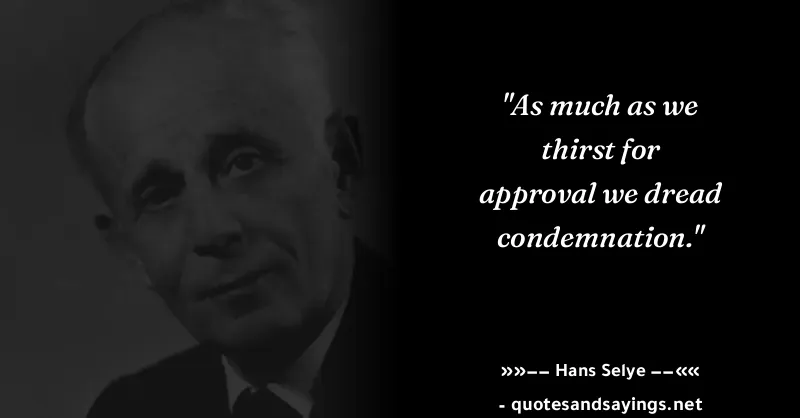 "As much as we
thirst for
approval we dread
condemnation."
»»–– Hans Selye ––««
- quotesandsayings.net